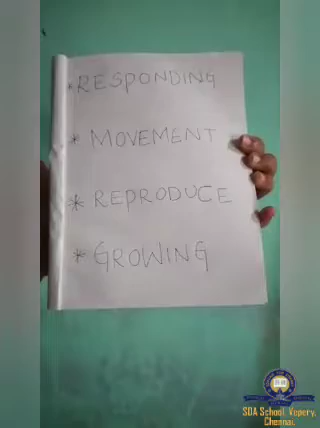 * RESPONDING
* MOVEMENT
* REPRODUCE
* GROWING
SDA School, Vepery,
Chennai.